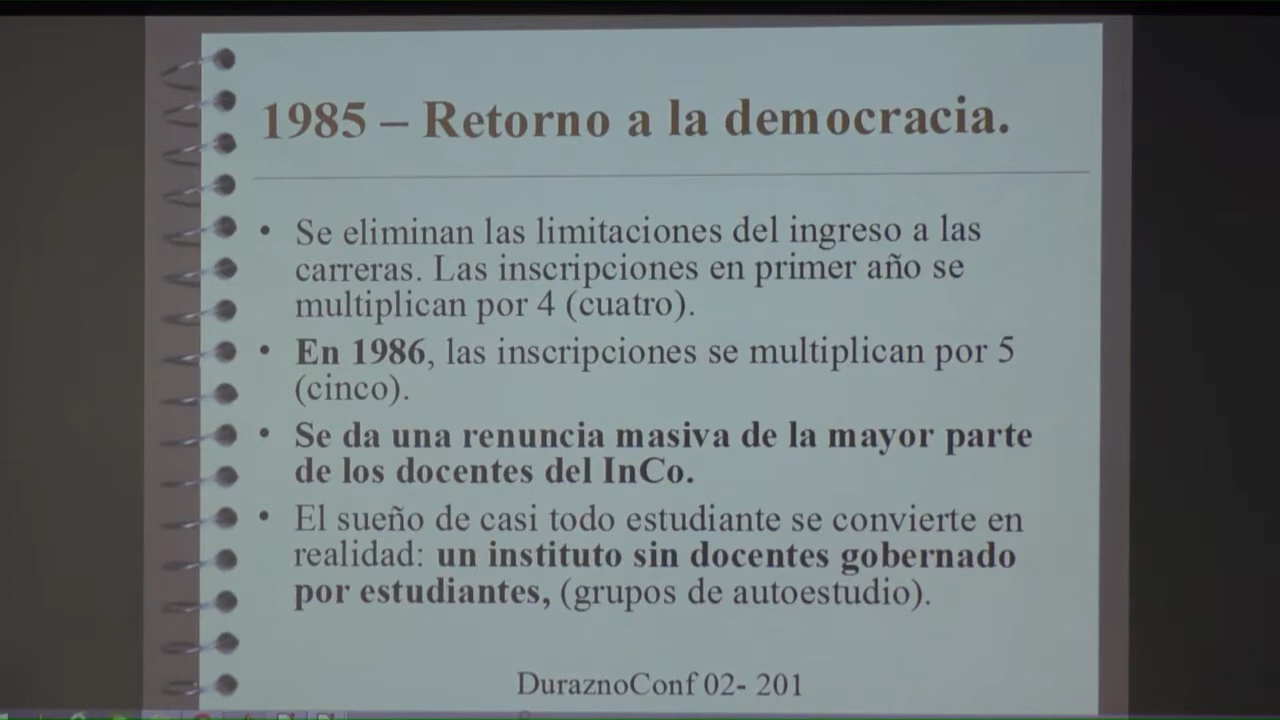 1985 – Retorno a la democracia.
• Se eliminan las limitaciones del ingreso a las
carreras. Las inscripciones en primer año se
multiplican por 4 (cuatro).
• En 1986, las inscripciones se multiplican por 5
(cinco).
• Se da una renuncia masiva de la mayor parte
de los docentes del InCo.
• El sueño de casi todo estudiante se convierte en
realidad: un instituto sin docentes gobernado
por estudiantes, (grupos de autoestudio).
DuraznoConf 02- 201